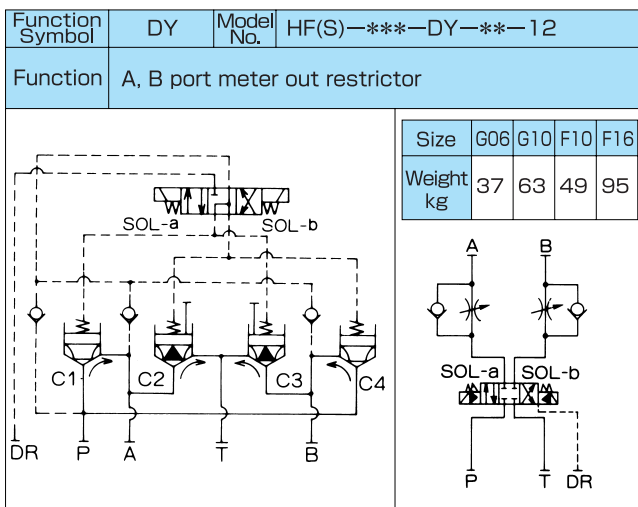 Function Symbol DY Model No. HF(S)—***—DY—**—12
Function A, B port meter out restrictor
Size G06 G10 F10 F16
Weight kg 37 63 49 95
SOL-a SOL-b
C1 C2 C3 C4
DR P A T B
A B
SOL-a SOL-b
P T DR